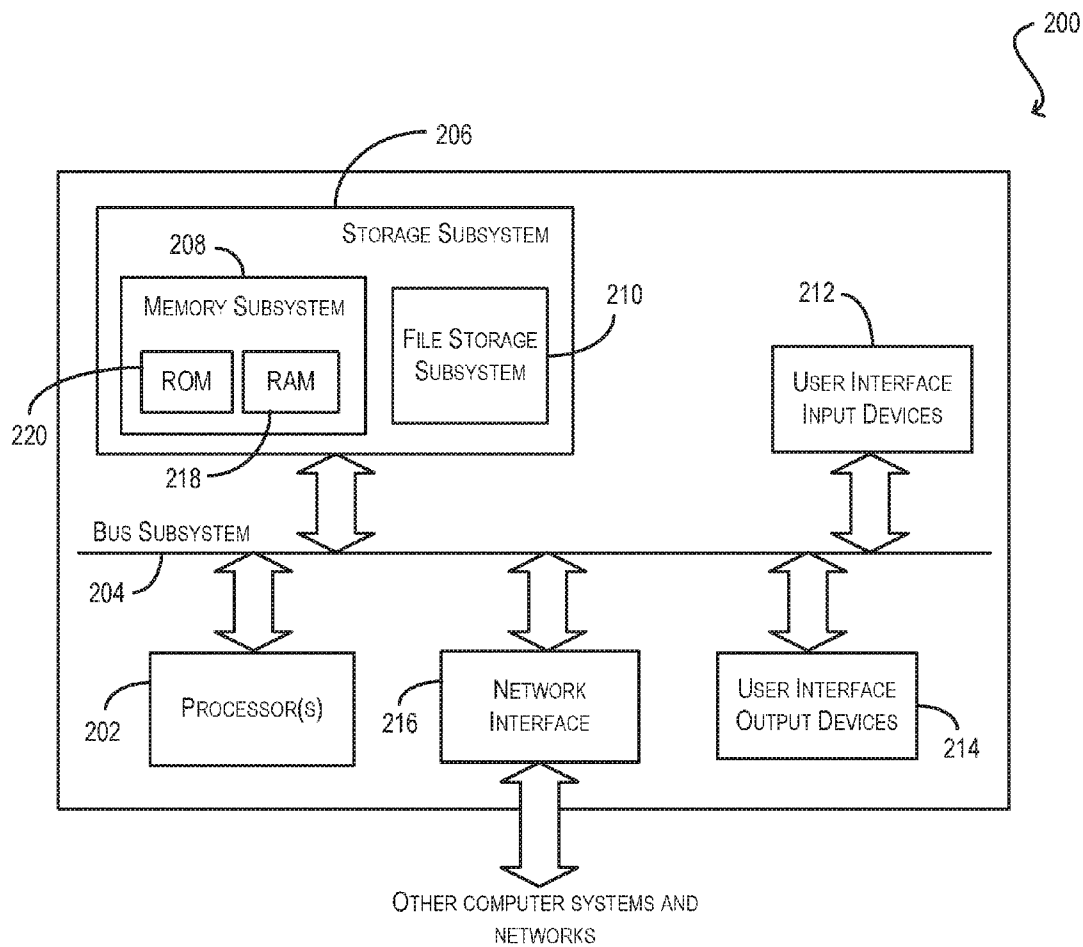 200
206
STORAGE SUBSYSTEM
208
MEMORY SUBSYSTEM
210
FILE STORAGE
SUBSYSTEM
212
USER INTERFACE
INPUT DEVICES
ROM
RAM
220
218
BUS SUBSYSTEM
204
PROCESSOR(S)
202
NETWORK
INTERFACE
216
USER INTERFACE
OUTPUT DEVICES
214
OTHER COMPUTER SYSTEMS AND
NETWORKS